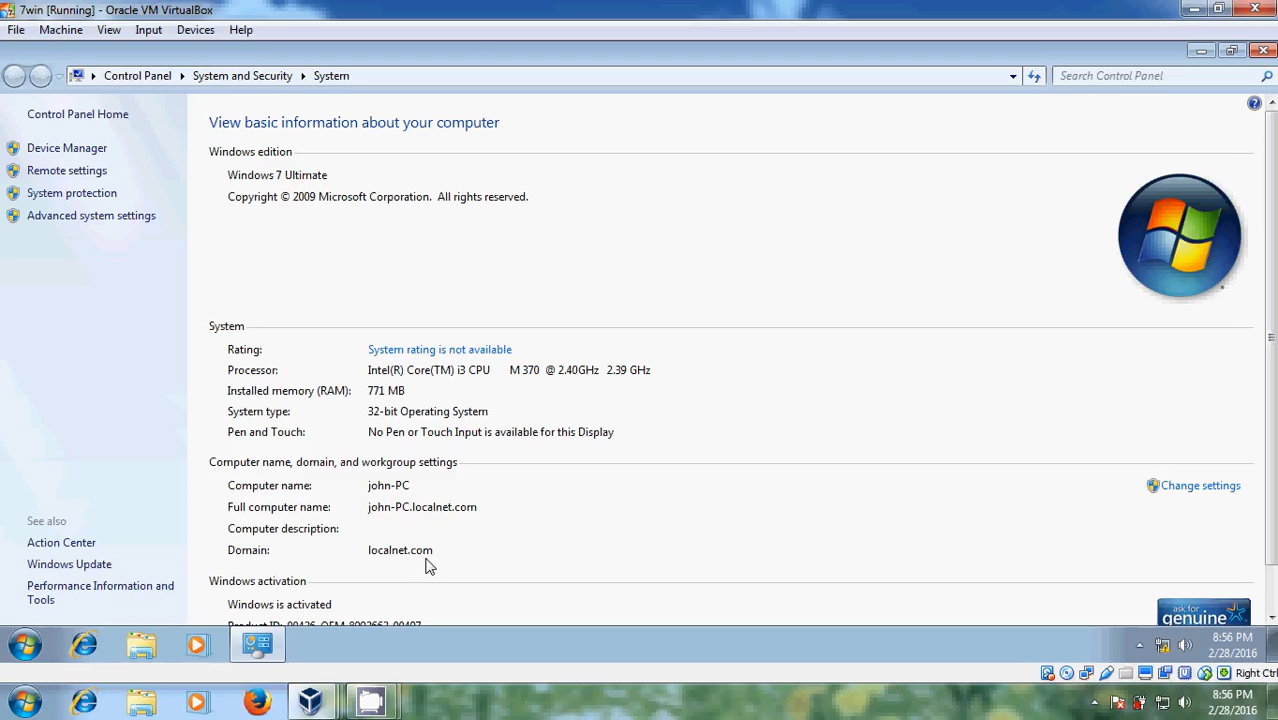 7win [Running] - Oracle VM VirtualBox
File Machine View Input Devices Help
Control Panel System and Security System
Search Control Panel
Control Panel Home
Device Manager
Remote settings
System protection
Advanced system settings
See also
Action Center
Windows Update
Performance Information and
Tools
View basic information about your computer
Windows edition
Windows 7 Ultimate
Copyright © 2009 Microsoft Corporation. All rights reserved.
System
Rating: System rating is not available
Processor: Intel(R) Core(TM) i3 CPU M 370 @ 2.40GHz 2.39 GHz
Installed memory (RAM): 771 MB
System type: 32-bit Operating System
Pen and Touch: No Pen or Touch Input is available for this Display
Computer name, domain, and workgroup settings
Computer name: john-PC
Change settings
Full computer name: john-PC.localnet.com
Computer description:
Domain: localnet.com
Windows activation
Windows is activated
ask for
genuine
Product ID:
8:56 PM
2/28/2016
Right Ctrl
8:56 PM
2/28/2016